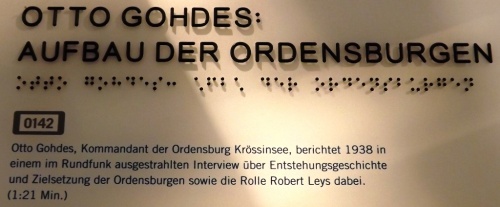 OTTO GOHDES:
AUFBAU DER ORDENSBURGEN
0142
Otto Gohdes, Kommandant der Ordensburg Krössinsee, berichtet 1938 in
einem im Rundfunk ausgestrahlten Interview über Entstehungsgeschichte
und Zielsetzung der Ordensburgen sowie die Rolle Robert Leys dabei.
(1:21 Min.)